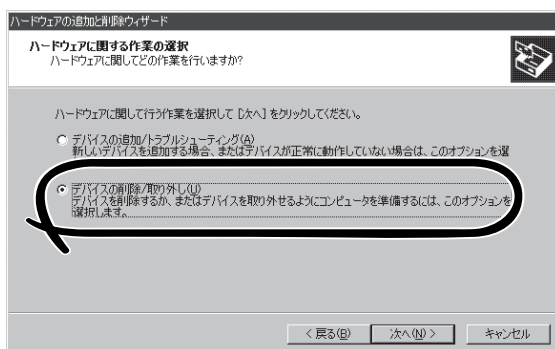 ハードウェアの追加と削除ウィザード
ハードウェアに関する作業の選択
ハードウェアに関してどの作業を行いますか?
ハードウェアに関して行う作業を選択して [次へ] をクリックしてください。
デバイスの追加/トラブルシューティング(A)
新しいデバイスを追加する場合、またはデバイスが正常に動作していない場合は、このオプションを選
デバイスの削除/取り外し(U)
デバイスを削除するか、またはデバイスを取り外せるようにコンピュータを準備するには、このオプションを
選択します。
< 戻る(B) 次へ(N) > キャンセル